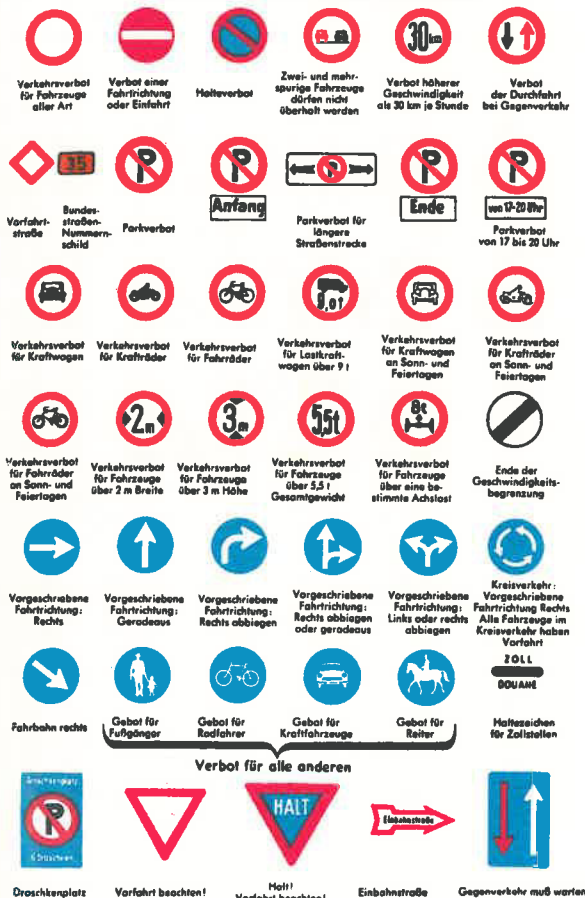 30 km
Verkehrsverbot
für Fahrzeuge
aller Art
Verbot einer
Fahrtrichtung
oder Einfahrt
Halteverbot
Zwei- und mehr-
spurige Fahrzeuge
dürfen nicht
überholt werden
Verbot höherer
Geschwindigkeit
als 30 km je Stunde
Verbot
der Durchfahrt
bei Gegenverkehr
35
P
P
Anfang
P
P
Ende
P
von 17-20 Uhr
Vorfahrt-
straße
Bundes-
straßen-
Nummern-
schild
Parkverbot
Parkverbot für
längere
Straßenstrecke
Parkverbot
von 17 bis 20 Uhr
9,0t
Verkehrsverbot
für Kraftwagen
Verkehrsverbot
für Krafträder
Verkehrsverbot
für Fahrräder
Verkehrsverbot
für Lastkraft-
wagen über 9 t
Verkehrsverbot
für Kraftwagen
an Sonn- und
Feiertagen
Verkehrsverbot
für Krafträder
an Sonn- und
Feiertagen
2m
3m
5,5t
8t
Verkehrsverbot
für Fahrräder
an Sonn- und
Feiertagen
Verkehrsverbot
für Fahrzeuge
über 2 m Breite
Verkehrsverbot
für Fahrzeuge
über 3 m Höhe
Verkehrsverbot
für Fahrzeuge
über 5,5 t
Gesamtgewicht
Verkehrsverbot
für Fahrzeuge
über eine be-
stimmte Achslast
Ende der
Geschwindigkeits-
begrenzung
Vorgeschriebene
Fahrtrichtung:
Rechts
Vorgeschriebene
Fahrtrichtung:
Geradeaus
Vorgeschriebene
Fahrtrichtung:
Rechts abbiegen
Vorgeschriebene
Fahrtrichtung:
Rechts abbiegen
oder geradeaus
Vorgeschriebene
Fahrtrichtung:
Links oder rechts
abbiegen
Kreisverkehr:
Vorgeschriebene
Fahrtrichtung Rechts
Alle Fahrzeuge im
Kreisverkehr haben
Vorfahrt
ZOLL
DOUANE
Fahrbahn rechts
Gebot für
Fußgänger
Gebot für
Radfahrer
Gebot für
Kraftfahrzeuge
Gebot für
Reiter
Haltezeichen
für Zollstellen
Verbot für alle anderen
Droschkenplatz
P
HALT
Einbahnstraße
Droschkenplatz
Vorfahrt beachten!
Halt!
Vorfahrt beachten!
Einbahnstraße
Gegenverkehr muß warten